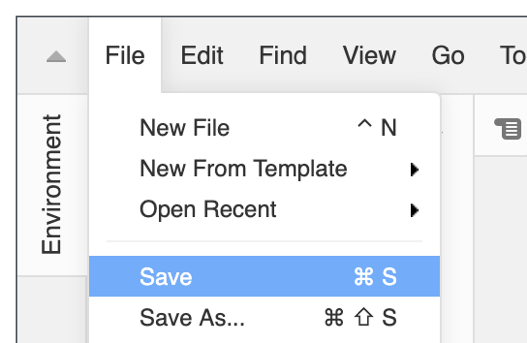 File Edit Find View Go To
Environment
New File ^ N
New From Template
Open Recent
Save ⌘ S
Save As... ⌘ ⇧ S